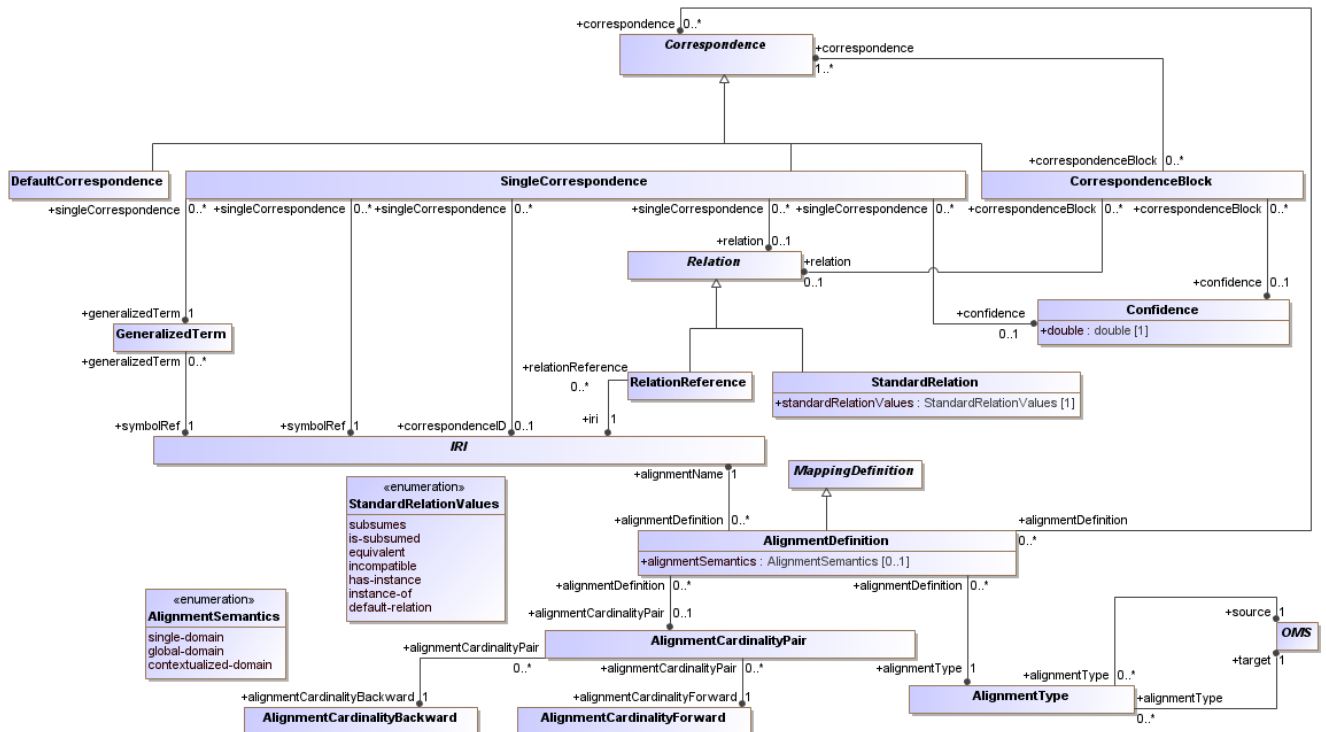 +correspondence 0..*
Correspondence
+correspondence
1..*
+correspondenceBlock 0..*
DefaultCorrespondence
SingleCorrespondence
CorrespondenceBlock
+singleCorrespondence 0..* +singleCorrespondence 0..* +singleCorrespondence 0..* +singleCorrespondence 0..* +singleCorrespondence 0..* +correspondenceBlock 0..* +correspondenceBlock 0..*
+relation 0..1
Relation
+relation
0..1
+confidence 0..1
+generalizedTerm 1
GeneralizedTerm
+generalizedTerm 0..*
+confidence
0..1
Confidence
+double : double [1]
+relationReference
0..*
RelationReference
StandardRelation
+standardRelationValues : StandardRelationValues [1]
+symbolRef 1 +symbolRef 1 +correspondenceID 0..1 +iri 1
IRI
+alignmentName 1
MappingDefinition
«enumeration»
StandardRelationValues
subsumes
is-subsumed
equivalent
incompatible
has-instance
instance-of
default-relation
+alignmentDefinition 0..*
+alignmentDefinition
0..*
AlignmentDefinition
+alignmentSemantics : AlignmentSemantics [0..1]
+alignmentDefinition 0..* +alignmentDefinition 0..*
«enumeration»
AlignmentSemantics
single-domain
global-domain
contextualized-domain
+alignmentCardinalityPair 0..1
AlignmentCardinalityPair
+alignmentCardinalityPair
0..*
+alignmentCardinalityPair 0..*
+alignmentType 1
+alignmentType 0..*
+source 1
OMS
+target 1
+alignmentCardinalityBackward 1 +alignmentCardinalityForward 1
AlignmentType
+alignmentType
0..*
AlignmentCardinalityBackward
AlignmentCardinalityForward